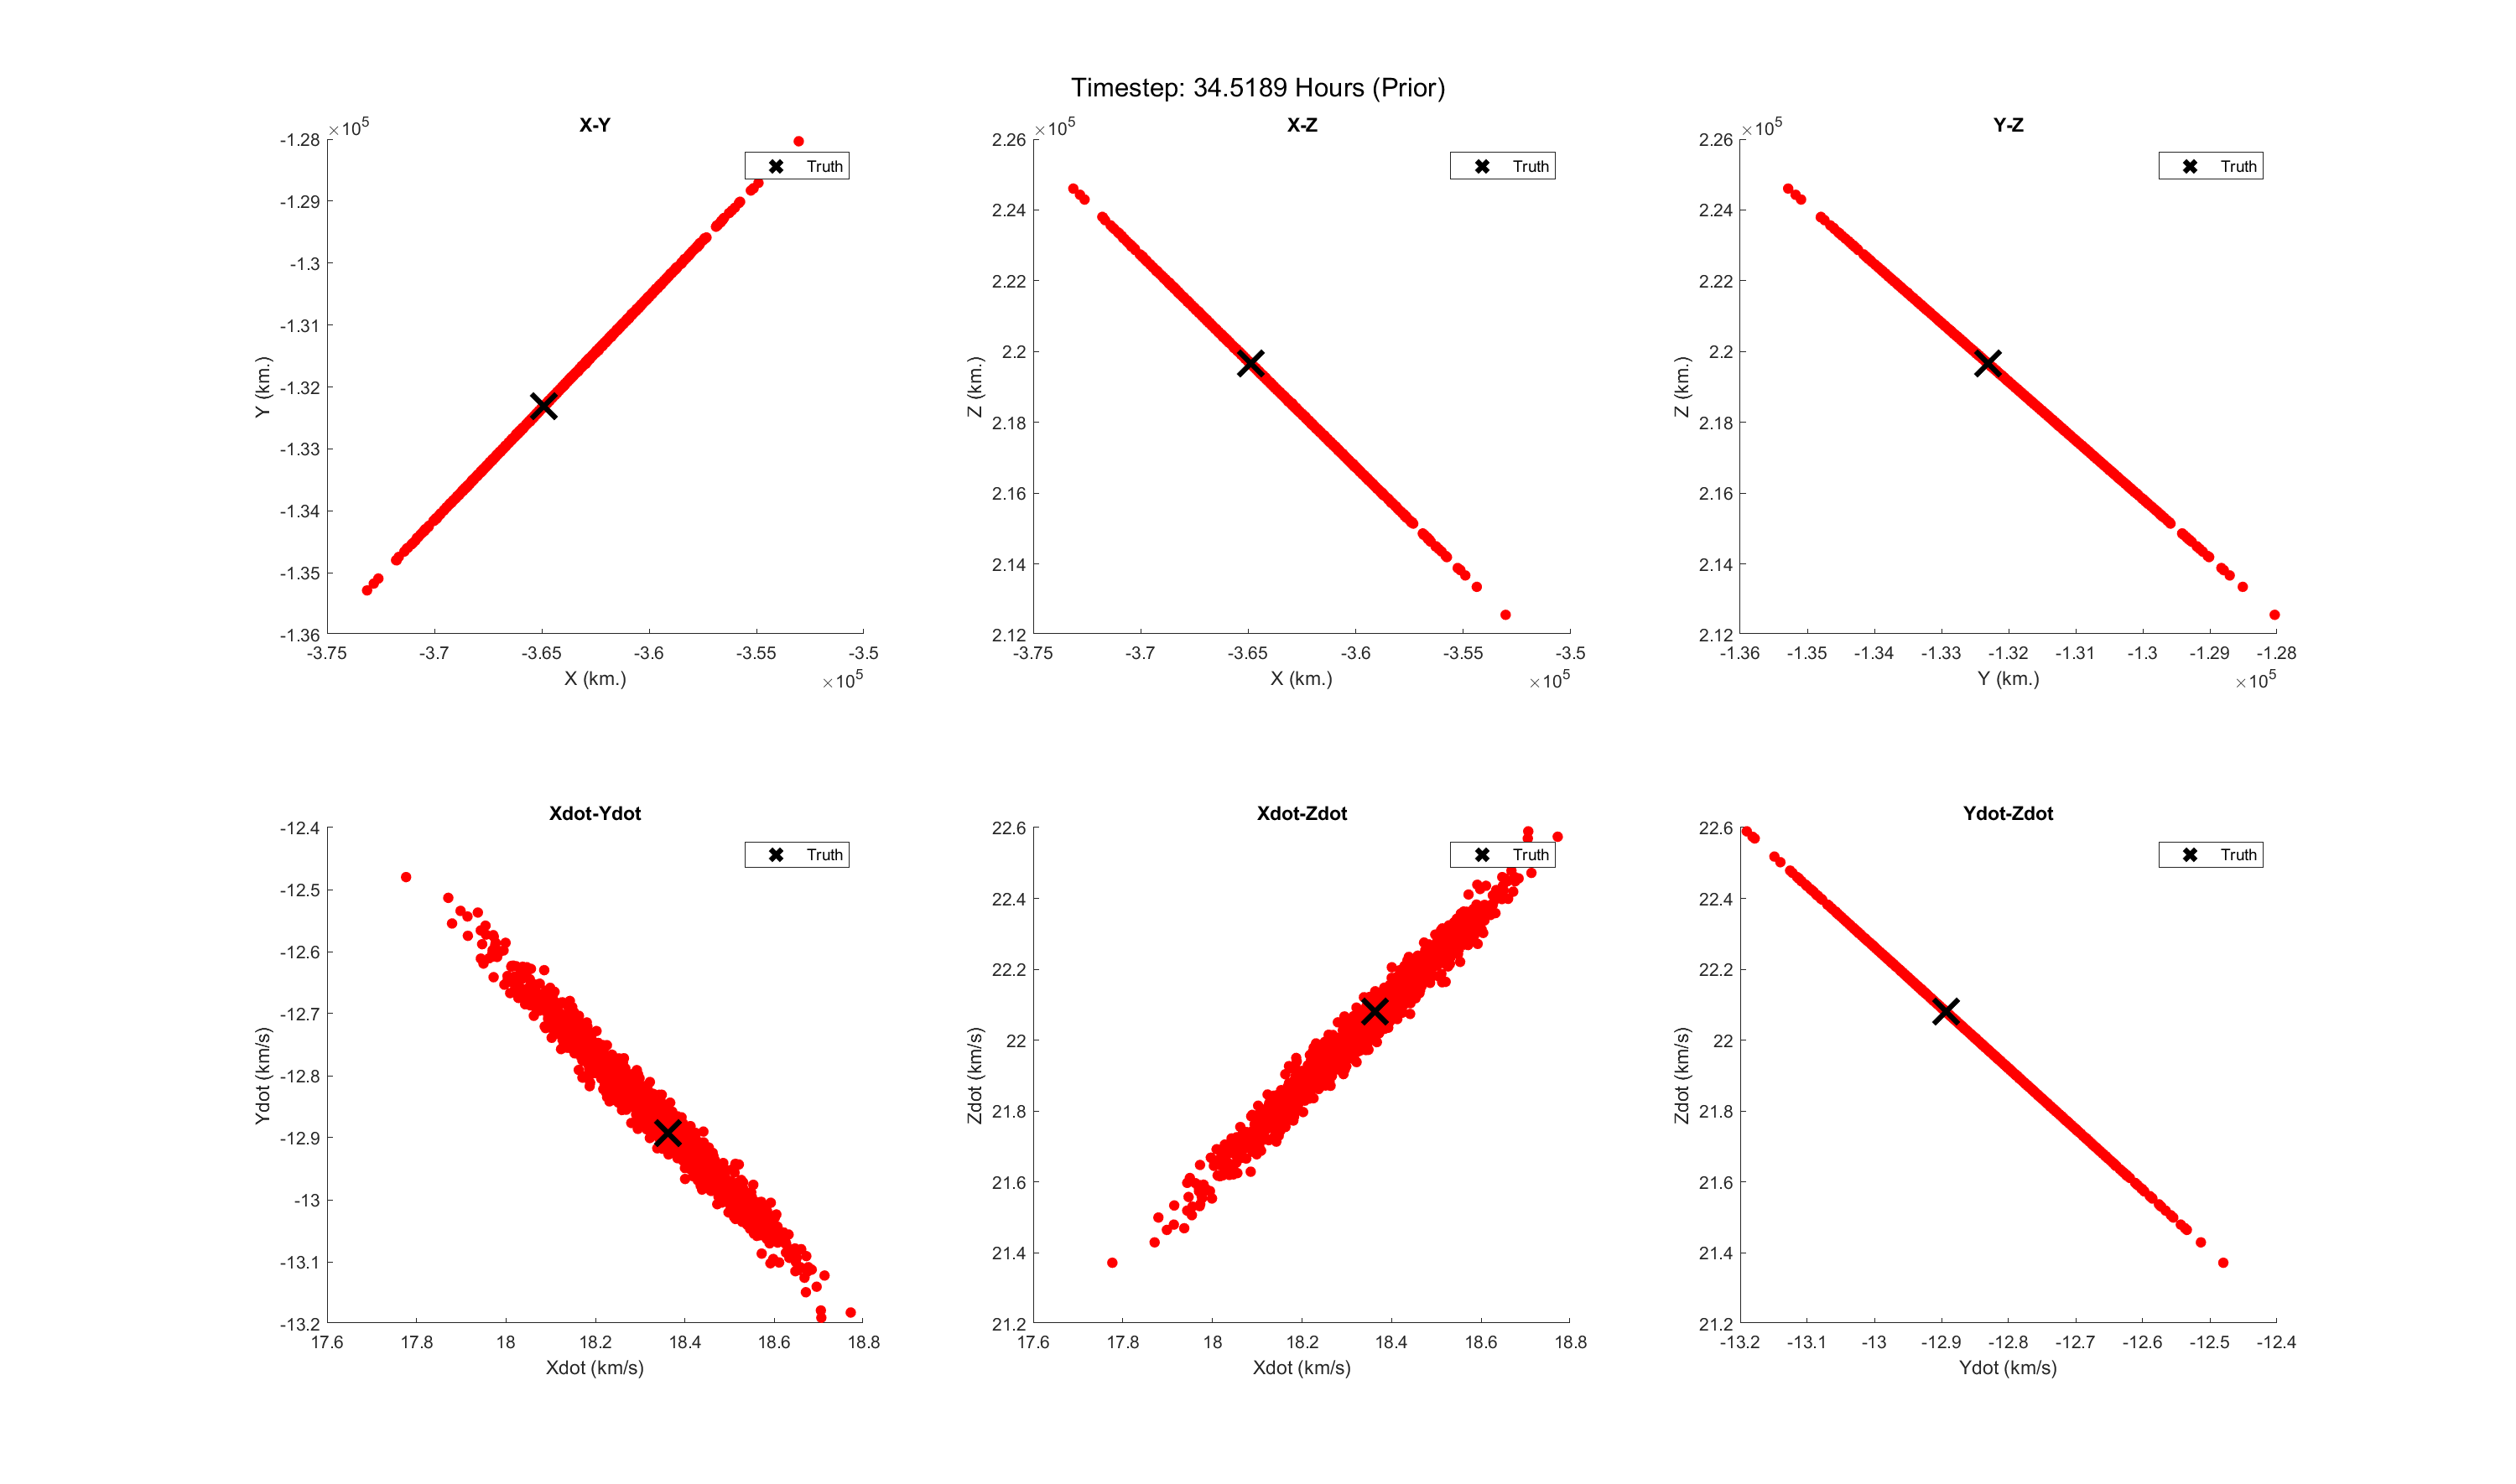 Timestep: 34.5189 Hours (Prior)
X-Y
×10^5
-1.28
-1.29
-1.3
-1.31
-1.32
-1.33
-1.34
-1.35
-1.36
Y (km.)
Truth
-3.75 -3.7 -3.65 -3.6 -3.55 -3.5
X (km.)
×10^5
X-Z
×10^5
2.26
2.24
2.22
2.2
2.18
2.16
2.14
2.12
Z (km.)
Truth
-3.75 -3.7 -3.65 -3.6 -3.55 -3.5
X (km.)
×10^5
Y-Z
×10^5
2.26
2.24
2.22
2.2
2.18
2.16
2.14
2.12
Z (km.)
Truth
-1.36 -1.35 -1.34 -1.33 -1.32 -1.31 -1.3 -1.29 -1.28
Y (km.)
×10^5
Xdot-Ydot
-12.4
-12.5
-12.6
-12.7
-12.8
-12.9
-13
-13.1
-13.2
Ydot (km/s)
Truth
17.6 17.8 18 18.2 18.4 18.6 18.8
Xdot (km/s)
Xdot-Zdot
22.6
22.4
22.2
22
21.8
21.6
21.4
21.2
Zdot (km/s)
Truth
17.6 17.8 18 18.2 18.4 18.6 18.8
Xdot (km/s)
Ydot-Zdot
22.6
22.4
22.2
22
21.8
21.6
21.4
21.2
Zdot (km/s)
Truth
-13.2 -13.1 -13 -12.9 -12.8 -12.7 -12.6 -12.5 -12.4
Ydot (km/s)